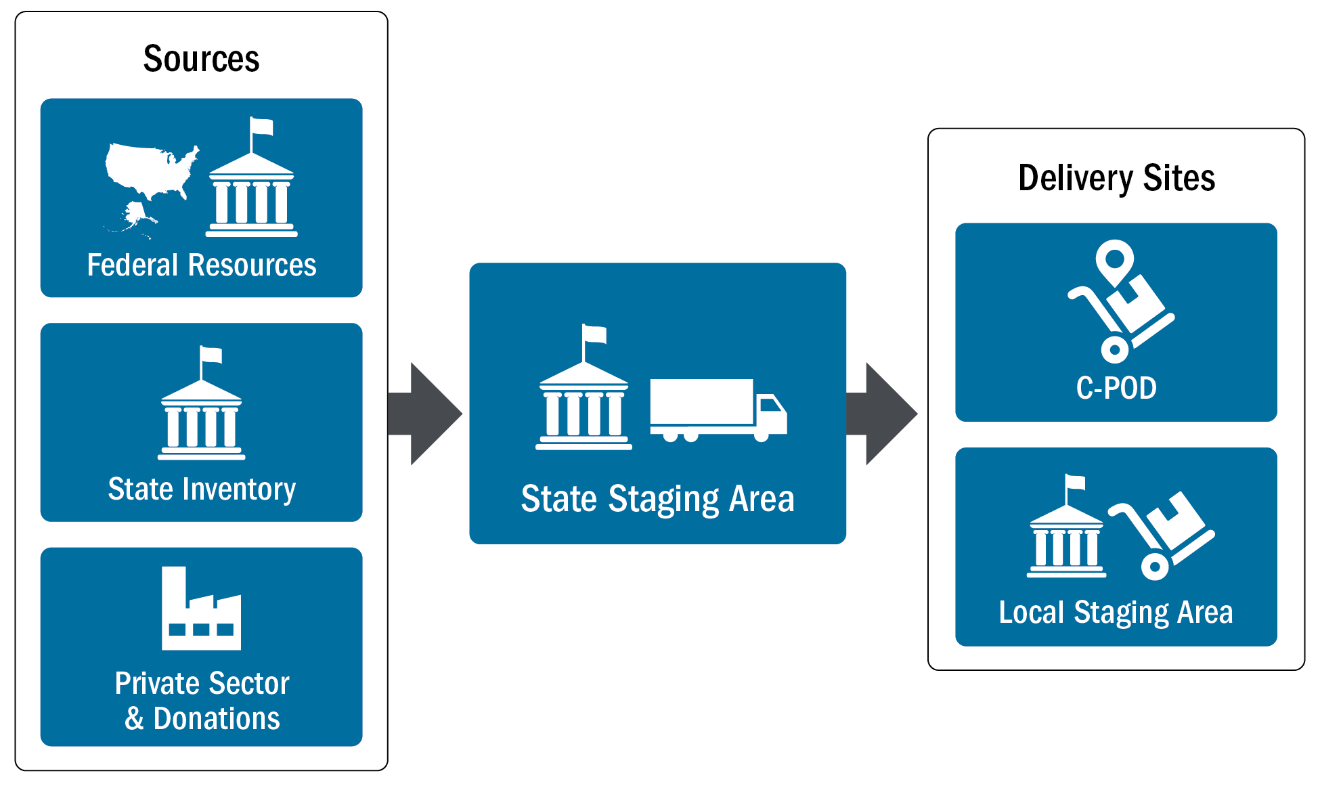 Sources
Federal Resources
State Inventory
Private Sector
& Donations
State Staging Area
Delivery Sites
C-POD
Local Staging Area